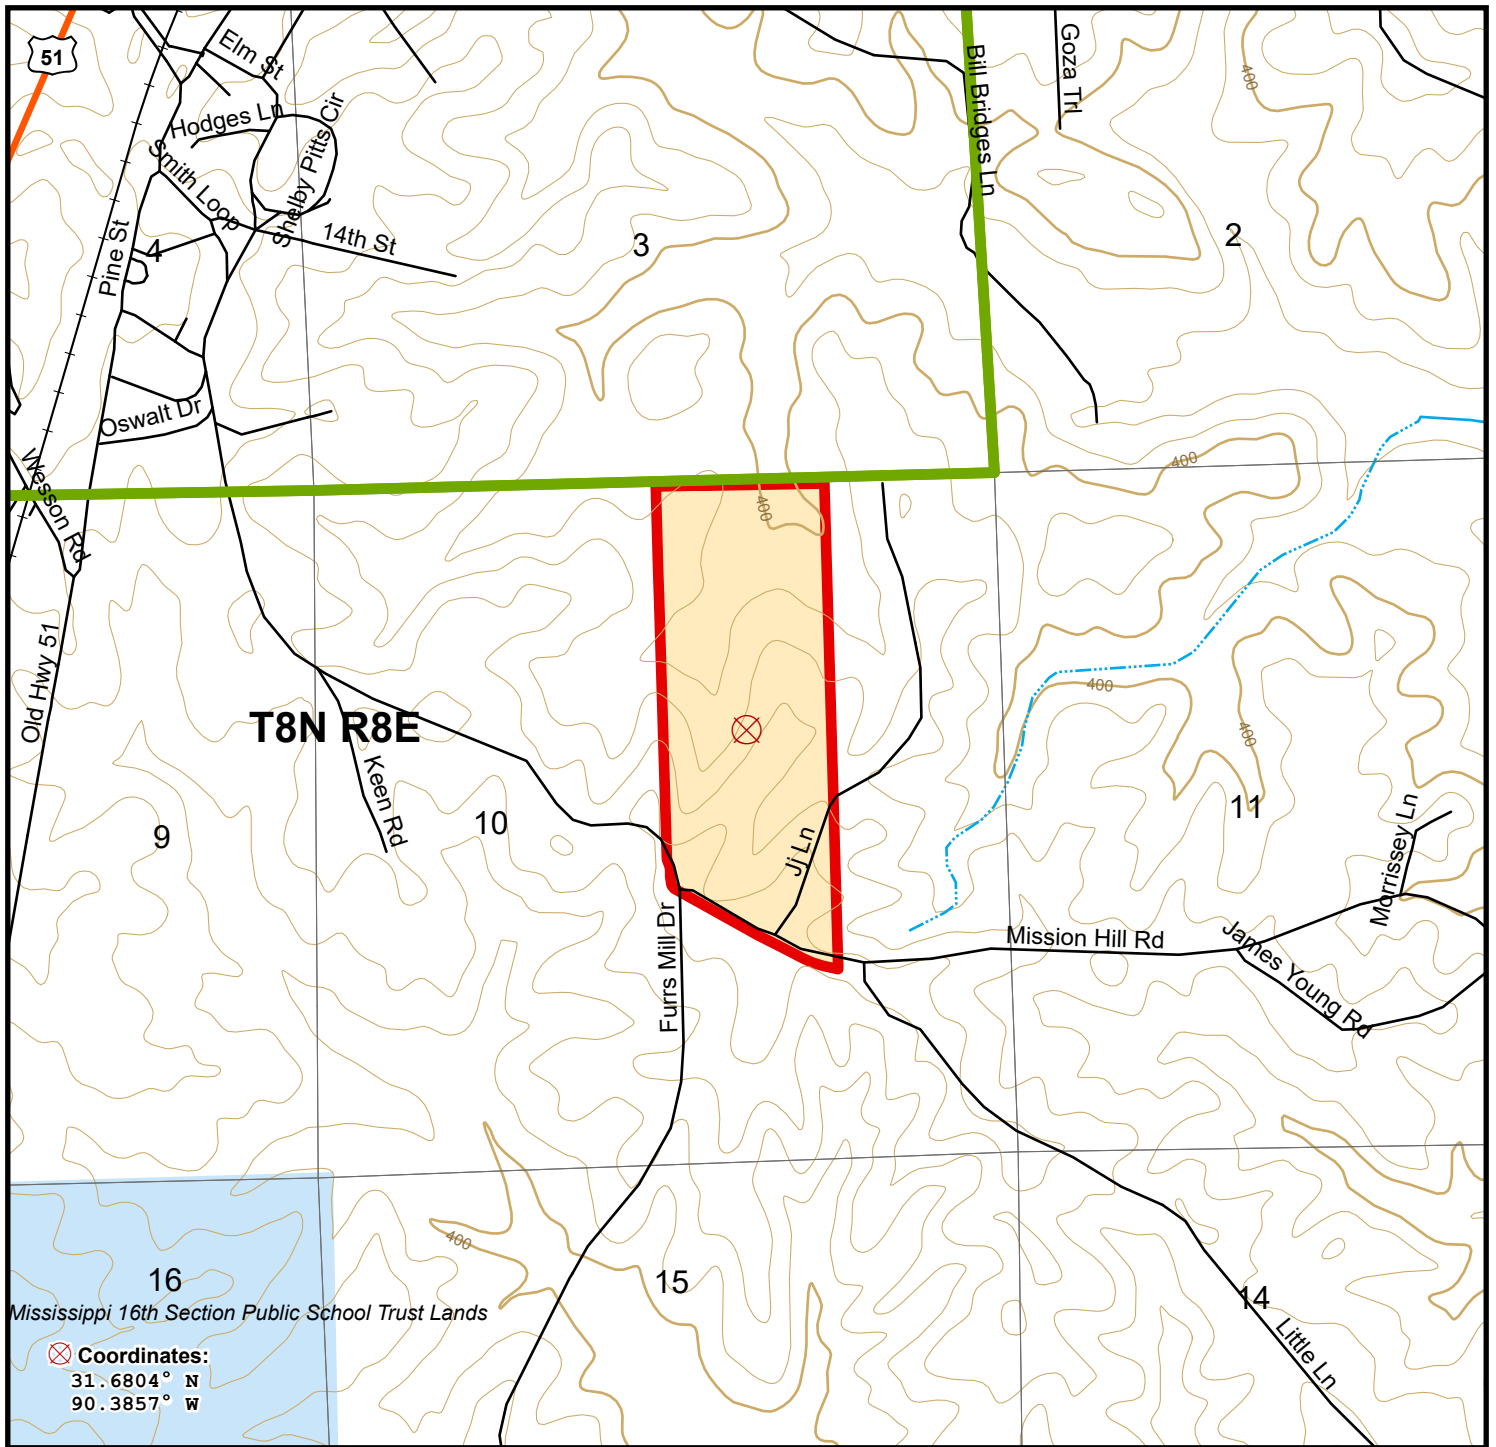 51
Elm St
Hodges Ln
Smith Loop
Shelby Pitts Cir
14th St
Pine St
4
3
Bill Bridges Ln
Goza Trl
400
2
Oswalt Dr
Wesson Rd
400
400
Old Hwy 51
T8N R8E
Keen Rd
400
400
9
10
11
Jj Ln
Morrissey Ln
Furrs Mill Dr
Mission Hill Rd
James Young Rd
400
16
15
14
Mississippi 16th Section Public School Trust Lands
Little Ln
Coordinates:
31.6804° N
90.3857° W